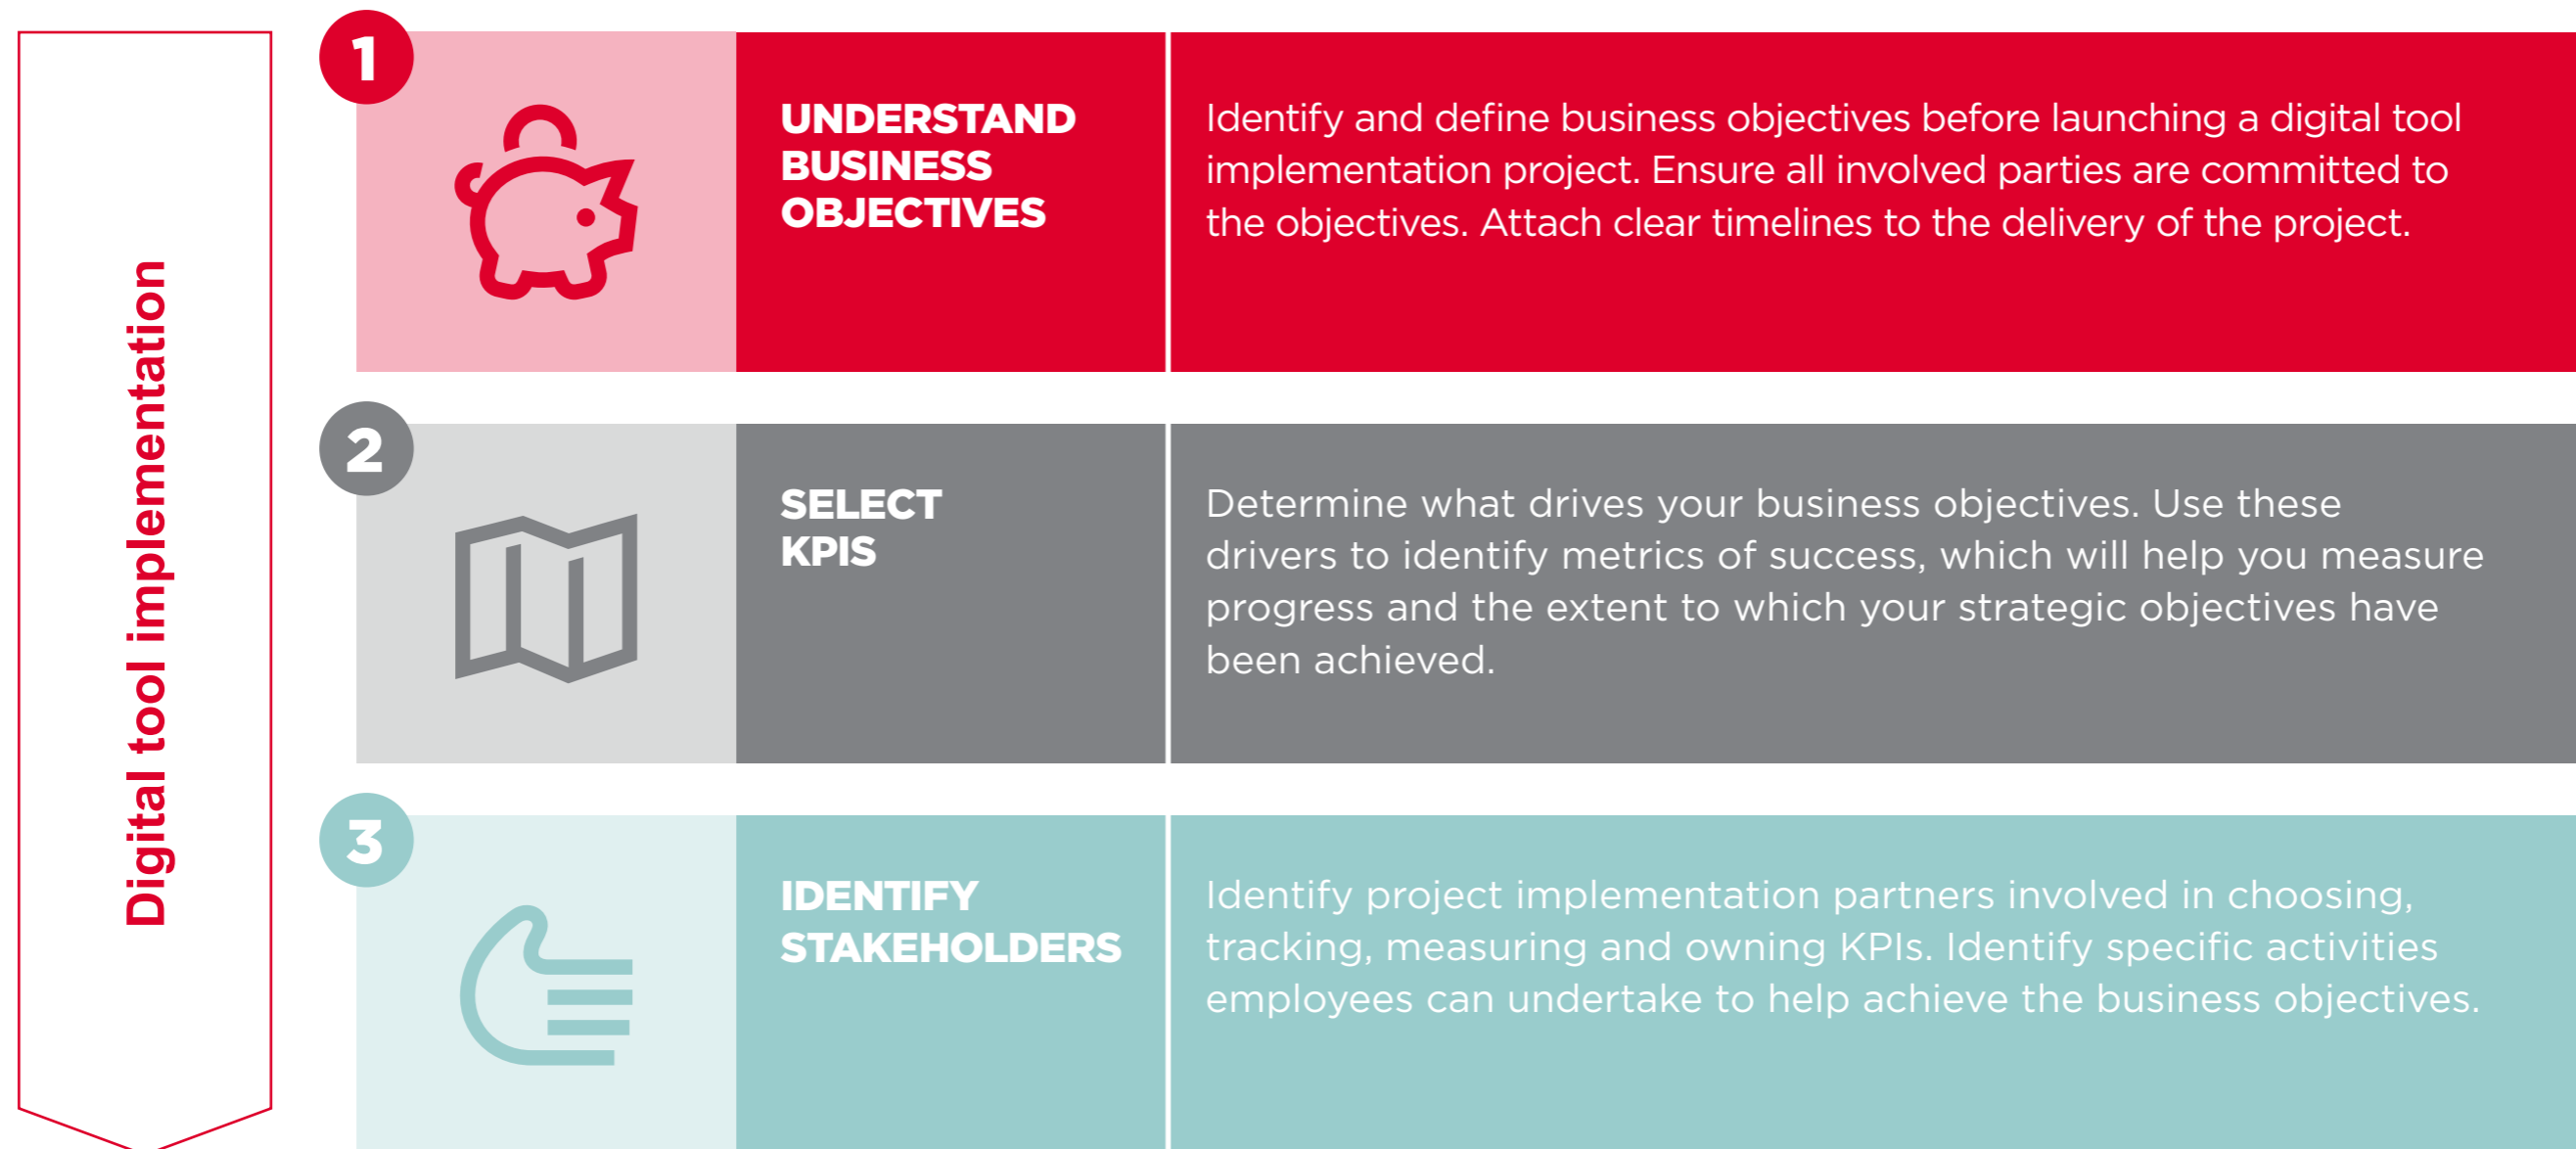 Digital tool implementation
1
UNDERSTAND
BUSINESS
OBJECTIVES
Identify and define business objectives before launching a digital tool
implementation project. Ensure all involved parties are committed to
the objectives. Attach clear timelines to the delivery of the project.
2
SELECT
KPIS
Determine what drives your business objectives. Use these
drivers to identify metrics of success, which will help you measure
progress and the extent to which your strategic objectives have
been achieved.
3
IDENTIFY
STAKEHOLDERS
Identify project implementation partners involved in choosing,
tracking, measuring and owning KPIs. Identify specific activities
employees can undertake to help achieve the business objectives.